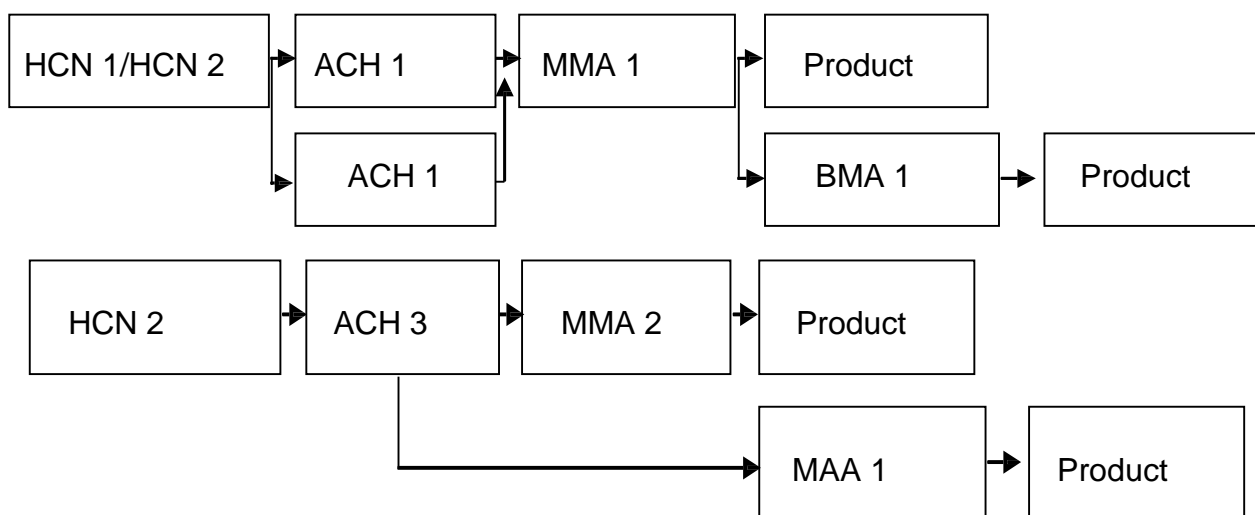 HCN 1/HCN 2
ACH 1
MMA 1
Product
ACH 1
BMA 1
Product
HCN 2
ACH 3
MMA 2
Product
MAA 1
Product